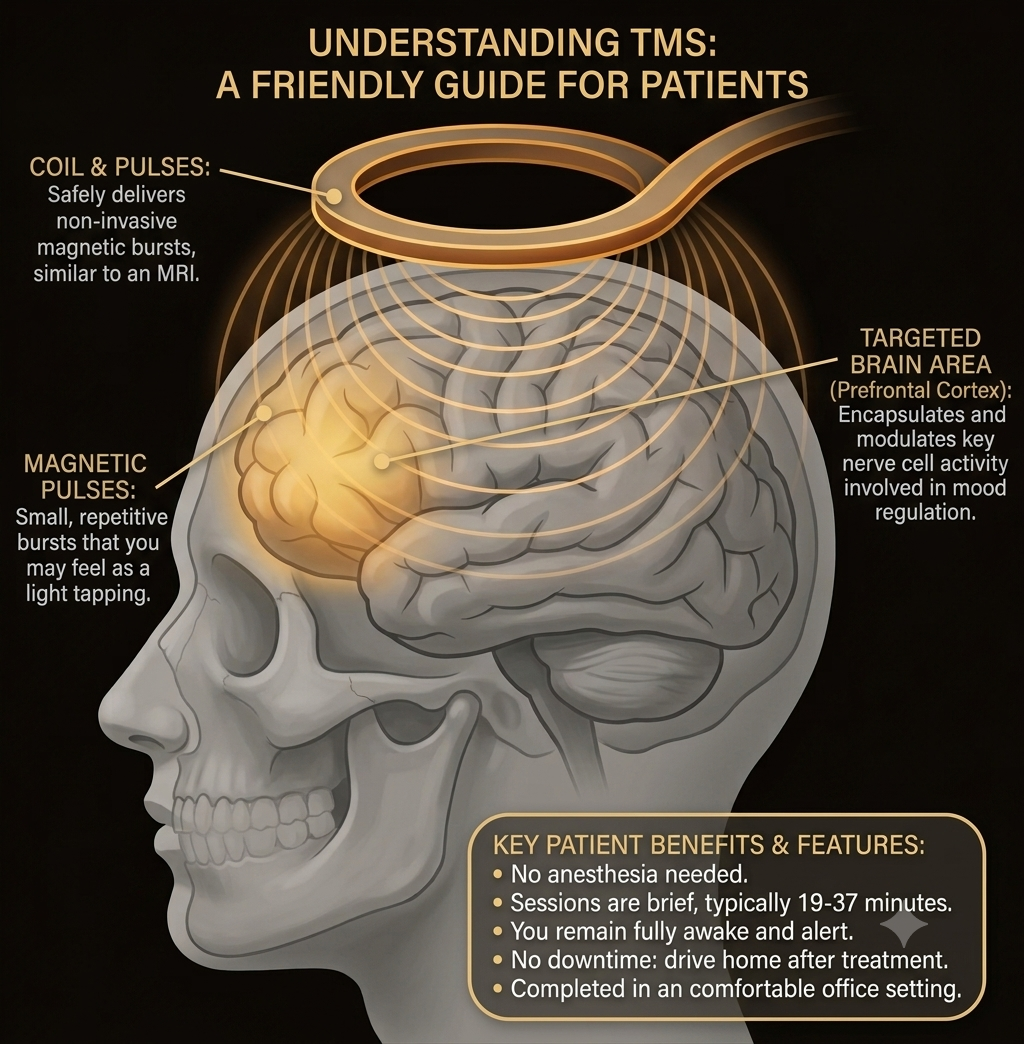 UNDERSTANDING TMS:
A FRIENDLY GUIDE FOR PATIENTS
COIL & PULSES:
Safely delivers
non-invasive
magnetic bursts,
similar to an MRI.
TARGETED
BRAIN AREA
(Prefrontal Cortex):
Encapsulates and
modulates key
nerve cell activity
involved in mood
regulation.
MAGNETIC
PULSES:
Small, repetitive
bursts that you
may feel as a
light tapping.
KEY PATIENT BENEFITS & FEATURES:
• No anesthesia needed.
• Sessions are brief, typically 19-37 minutes.
• You remain fully awake and alert.
• No downtime: drive home after treatment.
• Completed in an comfortable office setting.